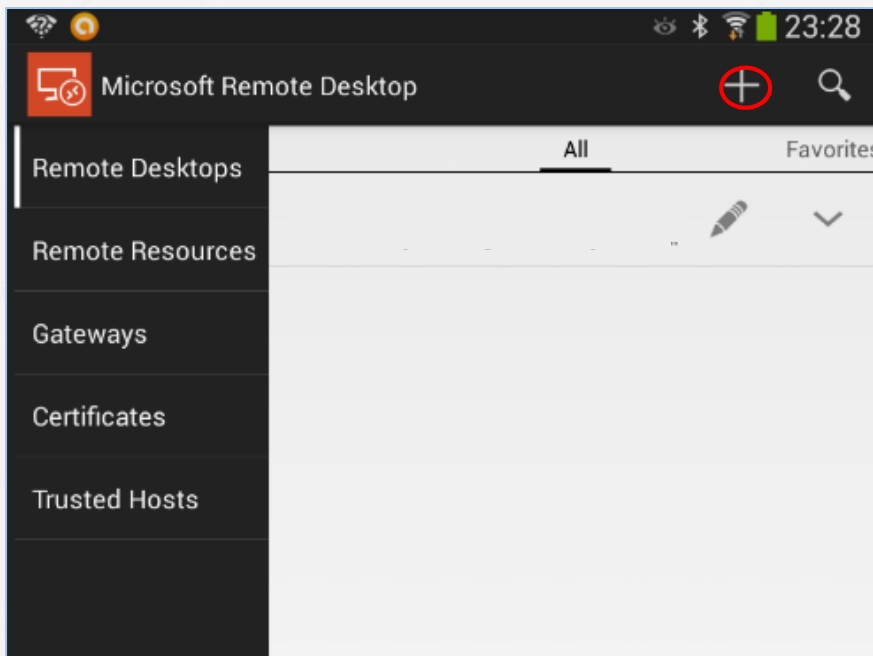 23:28
Microsoft Remote Desktop
All
Favorites
Remote Desktops
Remote Resources
Gateways
Certificates
Trusted Hosts